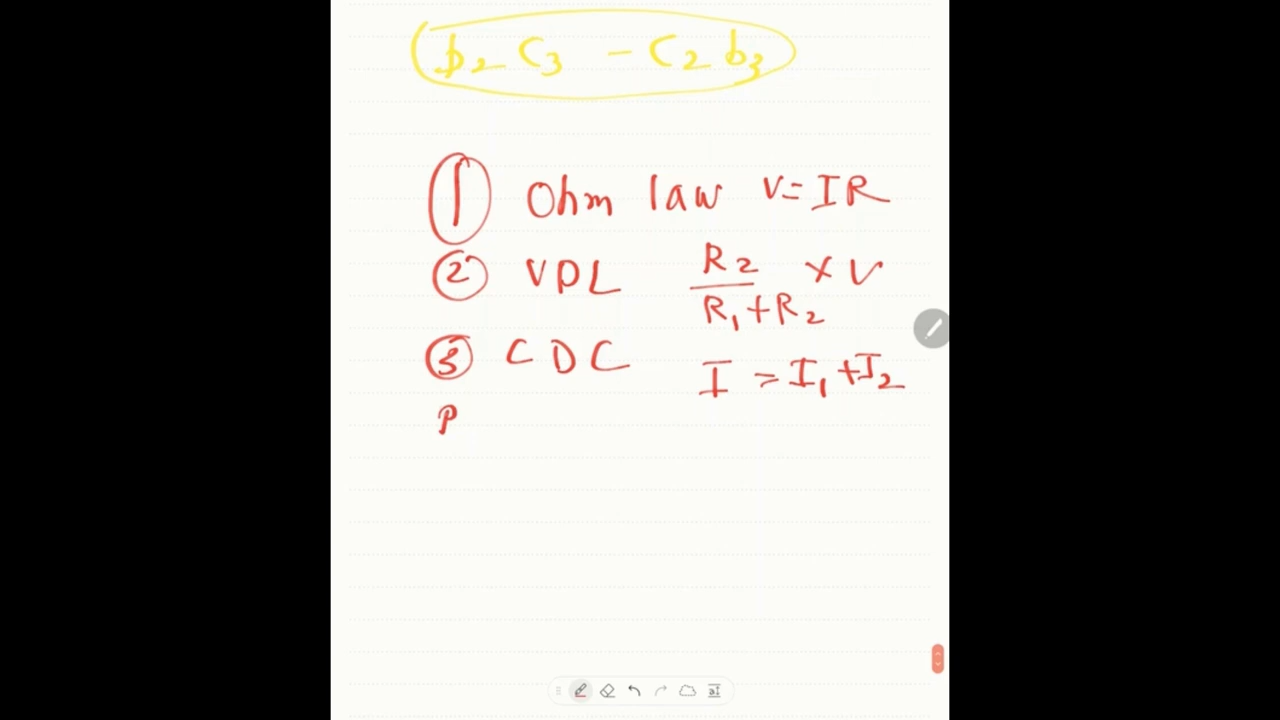 (b₂ C₃ - C₂ b₃)
① Ohm law V = IR
② VDL R₂ / R₁ + R₂ × V
③ CDC I = I₁ + I₂
P